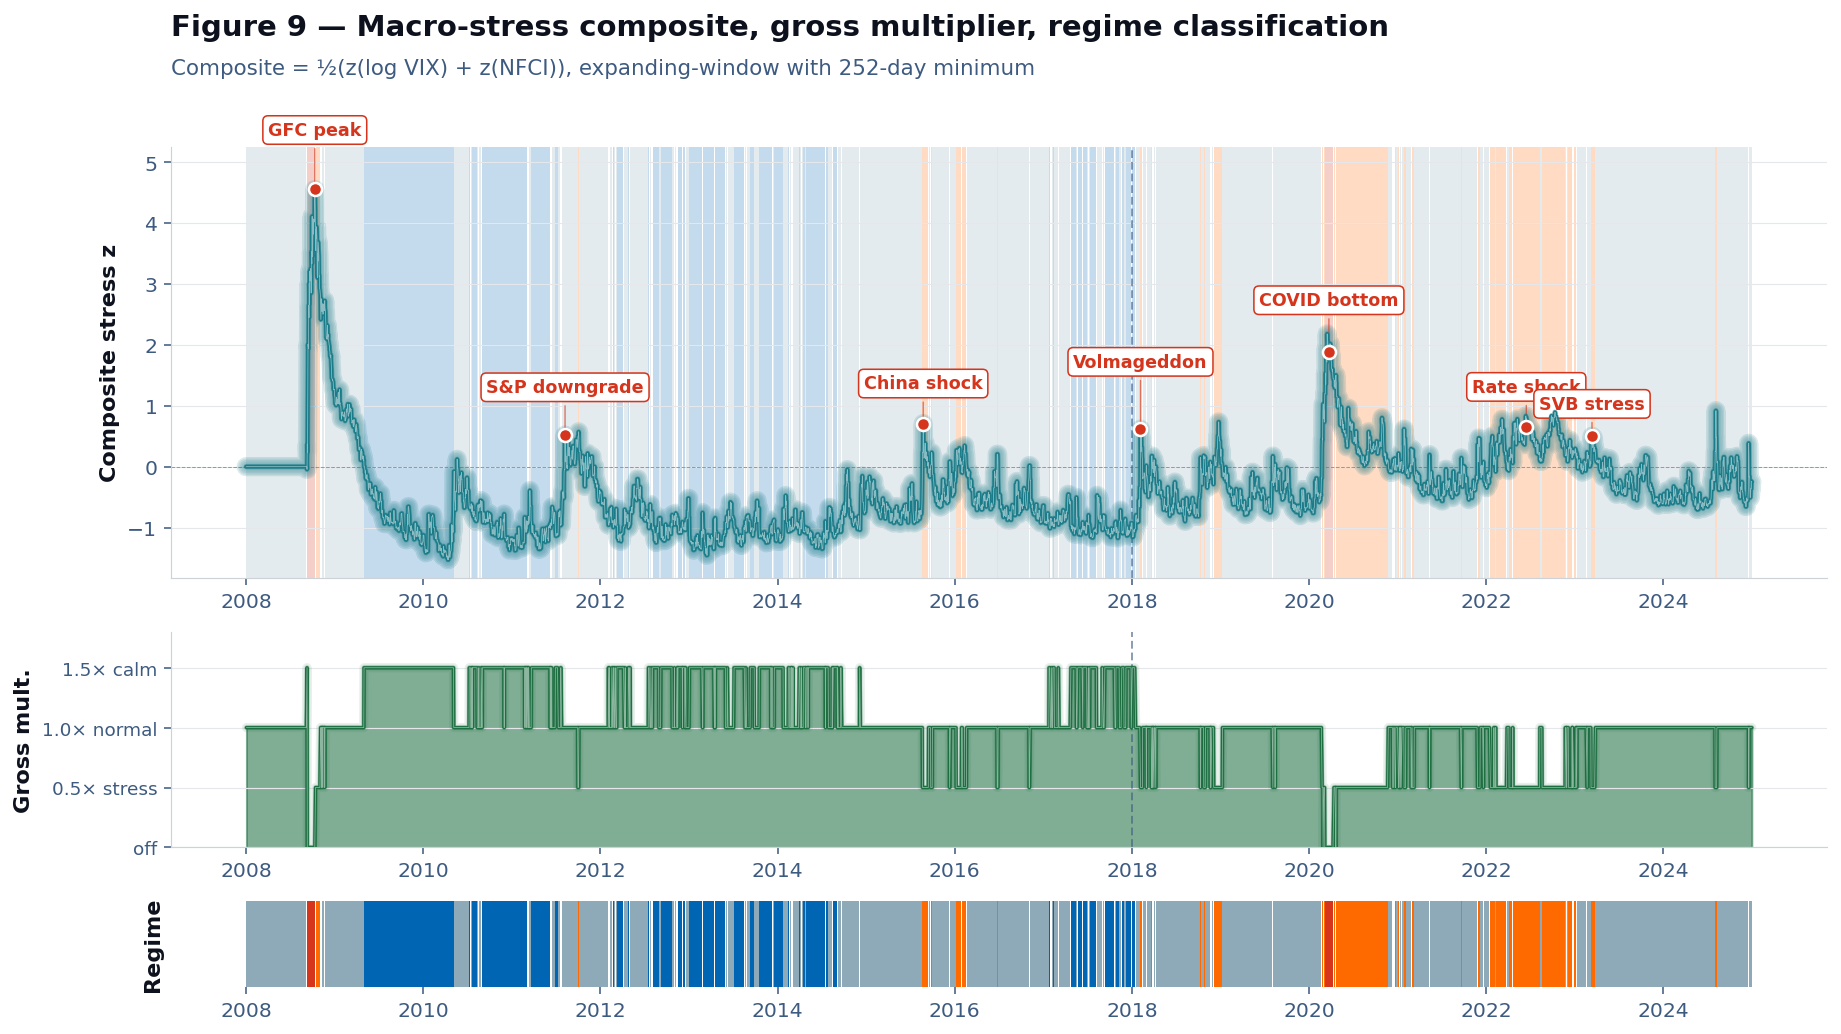 Figure 9 — Macro-stress composite, gross multiplier, regime classification
Composite = ½(z(log VIX) + z(NFCI)), expanding-window with 252-day minimum
GFC peak
S&P downgrade
China shock
Volmageddon
COVID bottom
Rate shock
SVB stress
Composite stress z
5
4
3
2
1
0
−1
2008 2010 2012 2014 2016 2018 2020 2022 2024
Gross mult.
1.5× calm
1.0× normal
0.5× stress
off
2008 2010 2012 2014 2016 2018 2020 2022 2024
Regime
2008 2010 2012 2014 2016 2018 2020 2022 2024